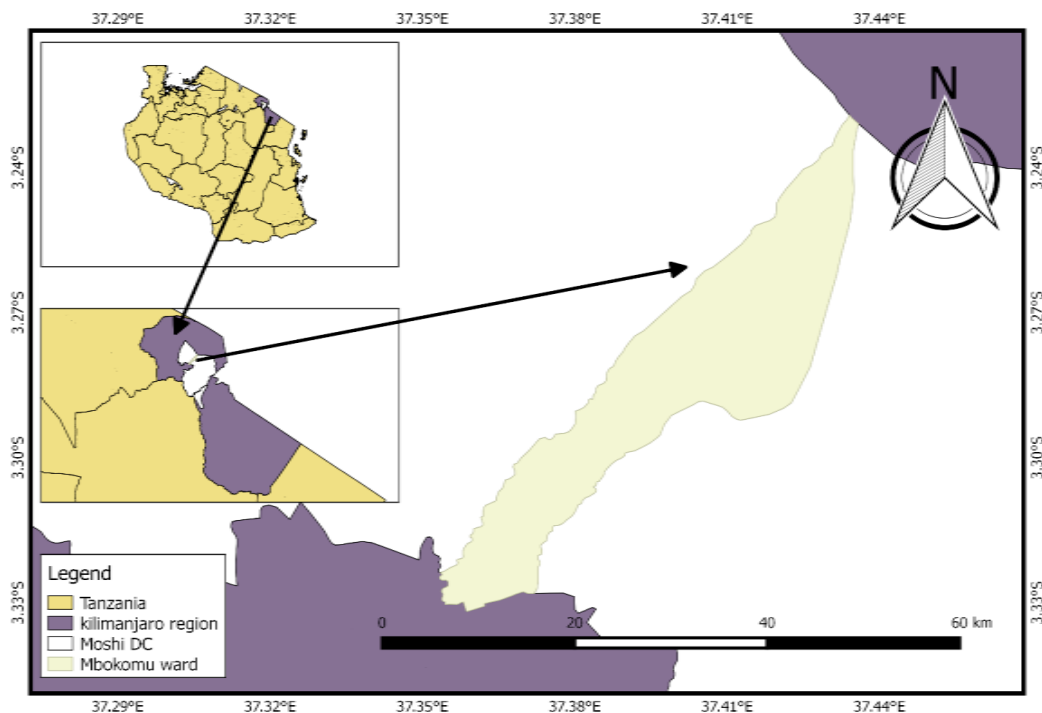 37.29°E 37.32°E 37.35°E 37.38°E 37.41°E 37.44°E
N
3.24°S 3.24°S
3.27°S 3.27°S
3.30°S 3.30°S
3.33°S 3.33°S
Legend
Tanzania
kilimanjaro region
Moshi DC
Mbokomu ward
0 20 40 60 km
37.29°E 37.32°E 37.35°E 37.38°E 37.41°E 37.44°E